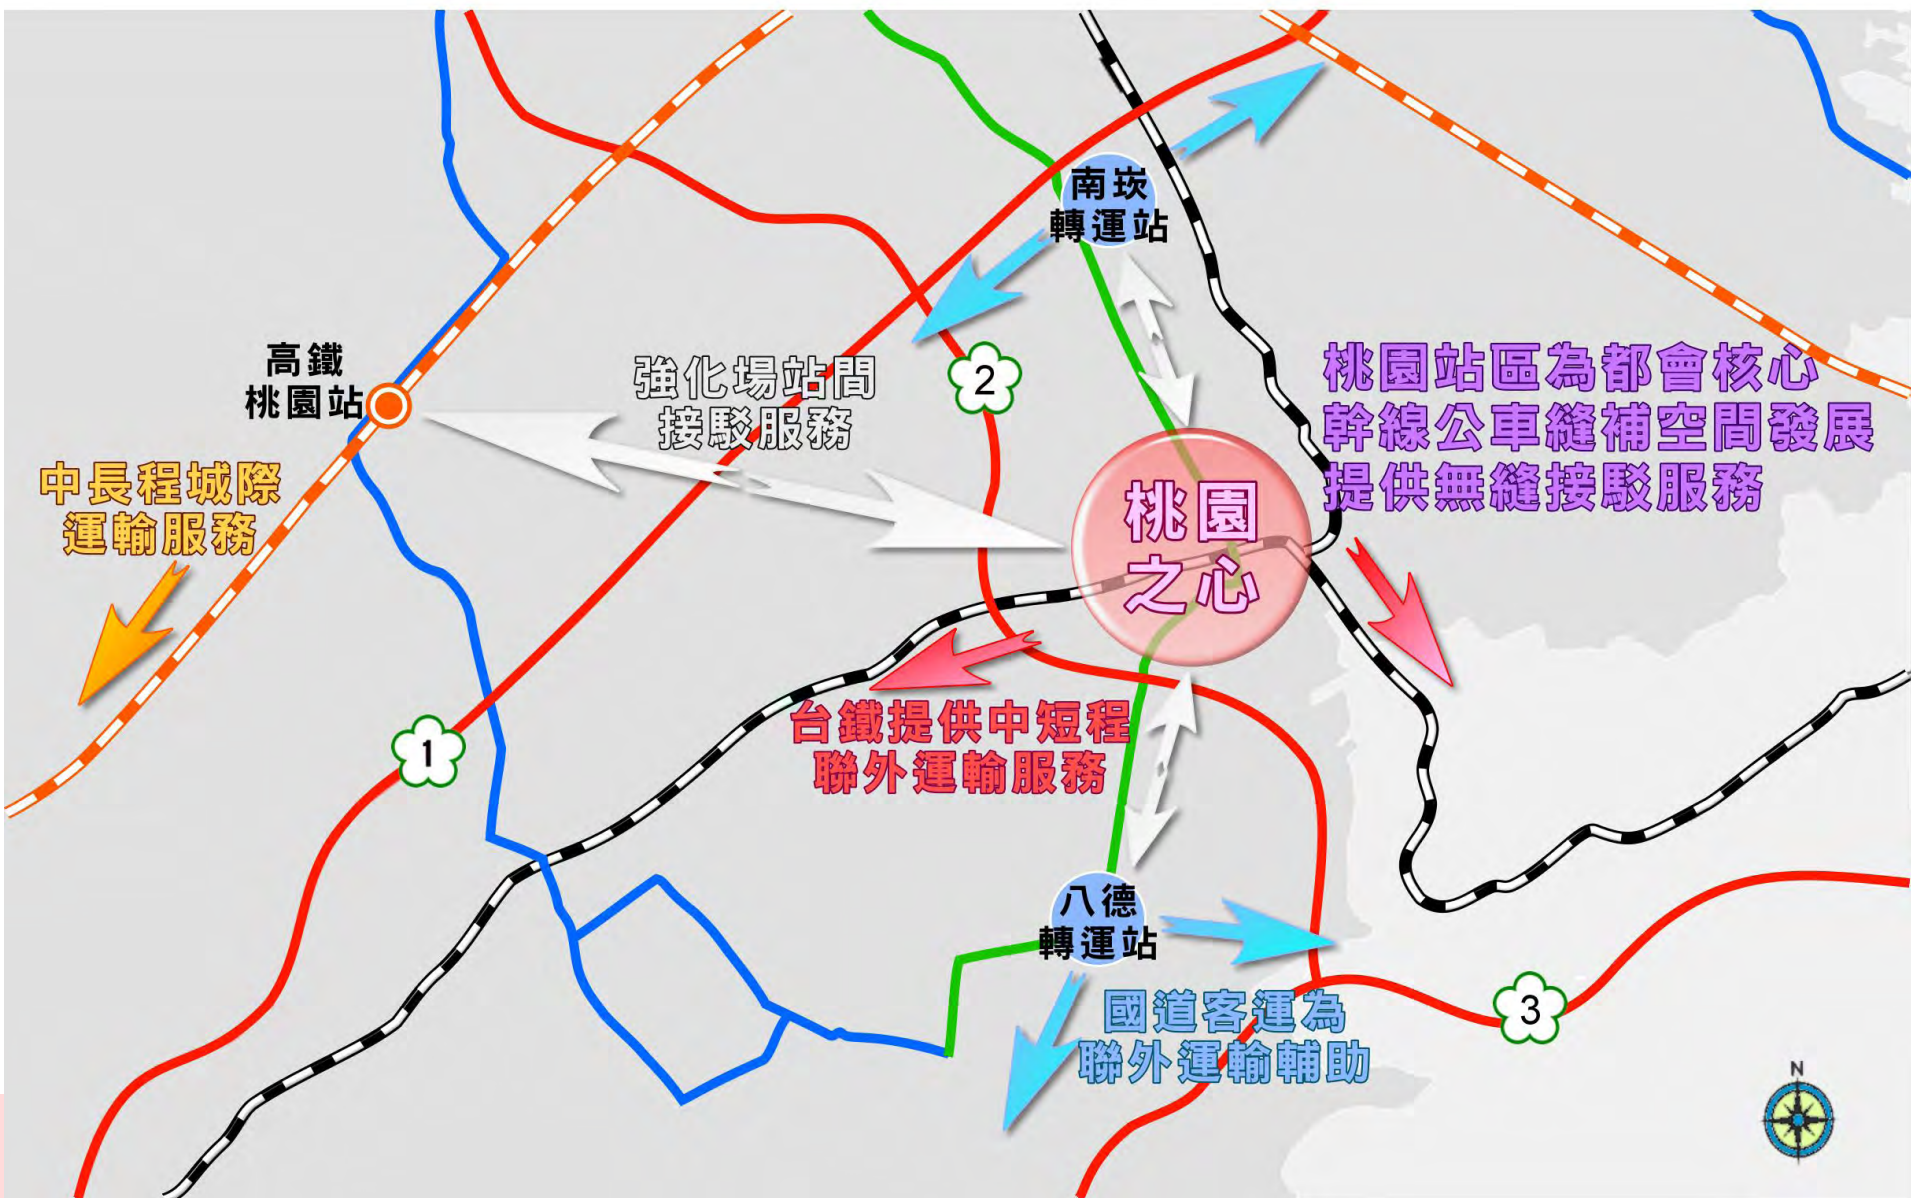 南崁
轉運站
高鐵
桃園站
強化場站間
接駁服務
2
桃園站區為都會核心
幹線公車縫補空間發展
提供無縫接駁服務
中長程城際
運輸服務
桃園
之心
台鐵提供中短程
聯外運輸服務
1
八德
轉運站
國道客運為
聯外運輸輔助
3
N